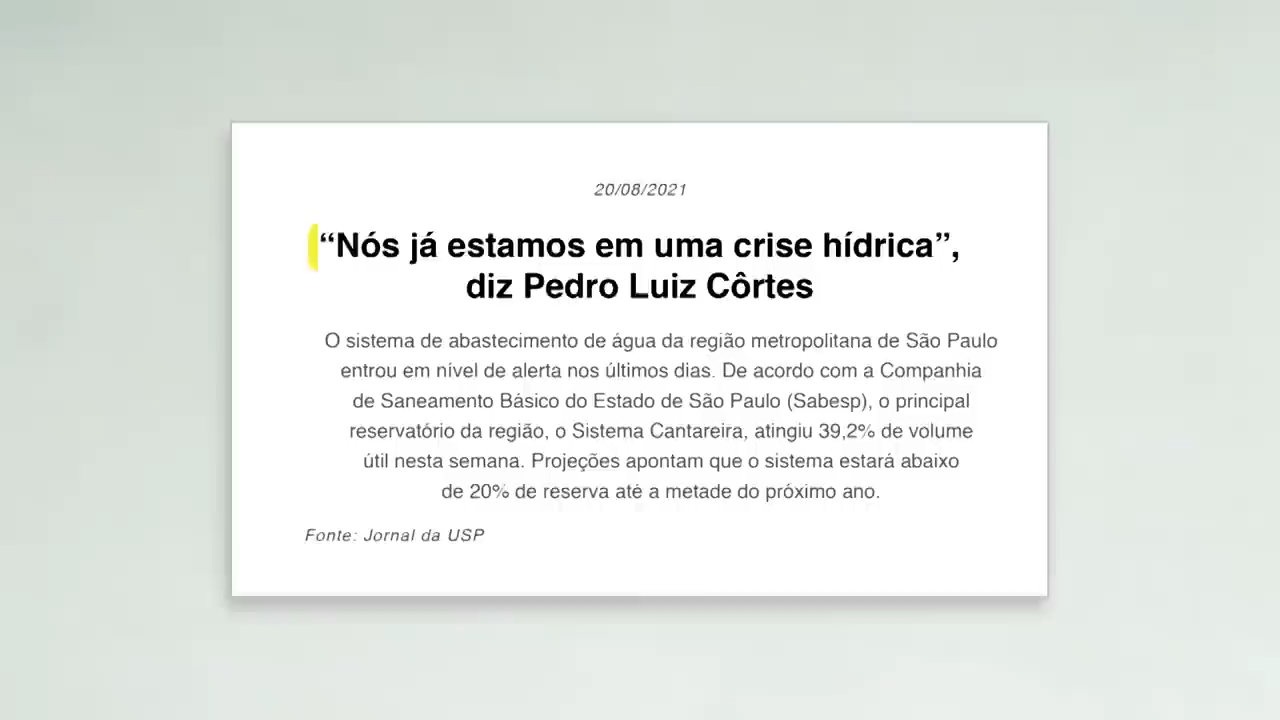 20/08/2021
“Nós já estamos em uma crise hídrica”,
diz Pedro Luiz Côrtes
O sistema de abastecimento de água da região metropolitana de São Paulo
entrou em nível de alerta nos últimos dias. De acordo com a Companhia
de Saneamento Básico do Estado de São Paulo (Sabesp), o principal
reservatório da região, o Sistema Cantareira, atingiu 39,2% de volume
útil nesta semana. Projeções apontam que o sistema estará abaixo
de 20% de reserva até a metade do próximo ano.
Fonte: Jornal da USP